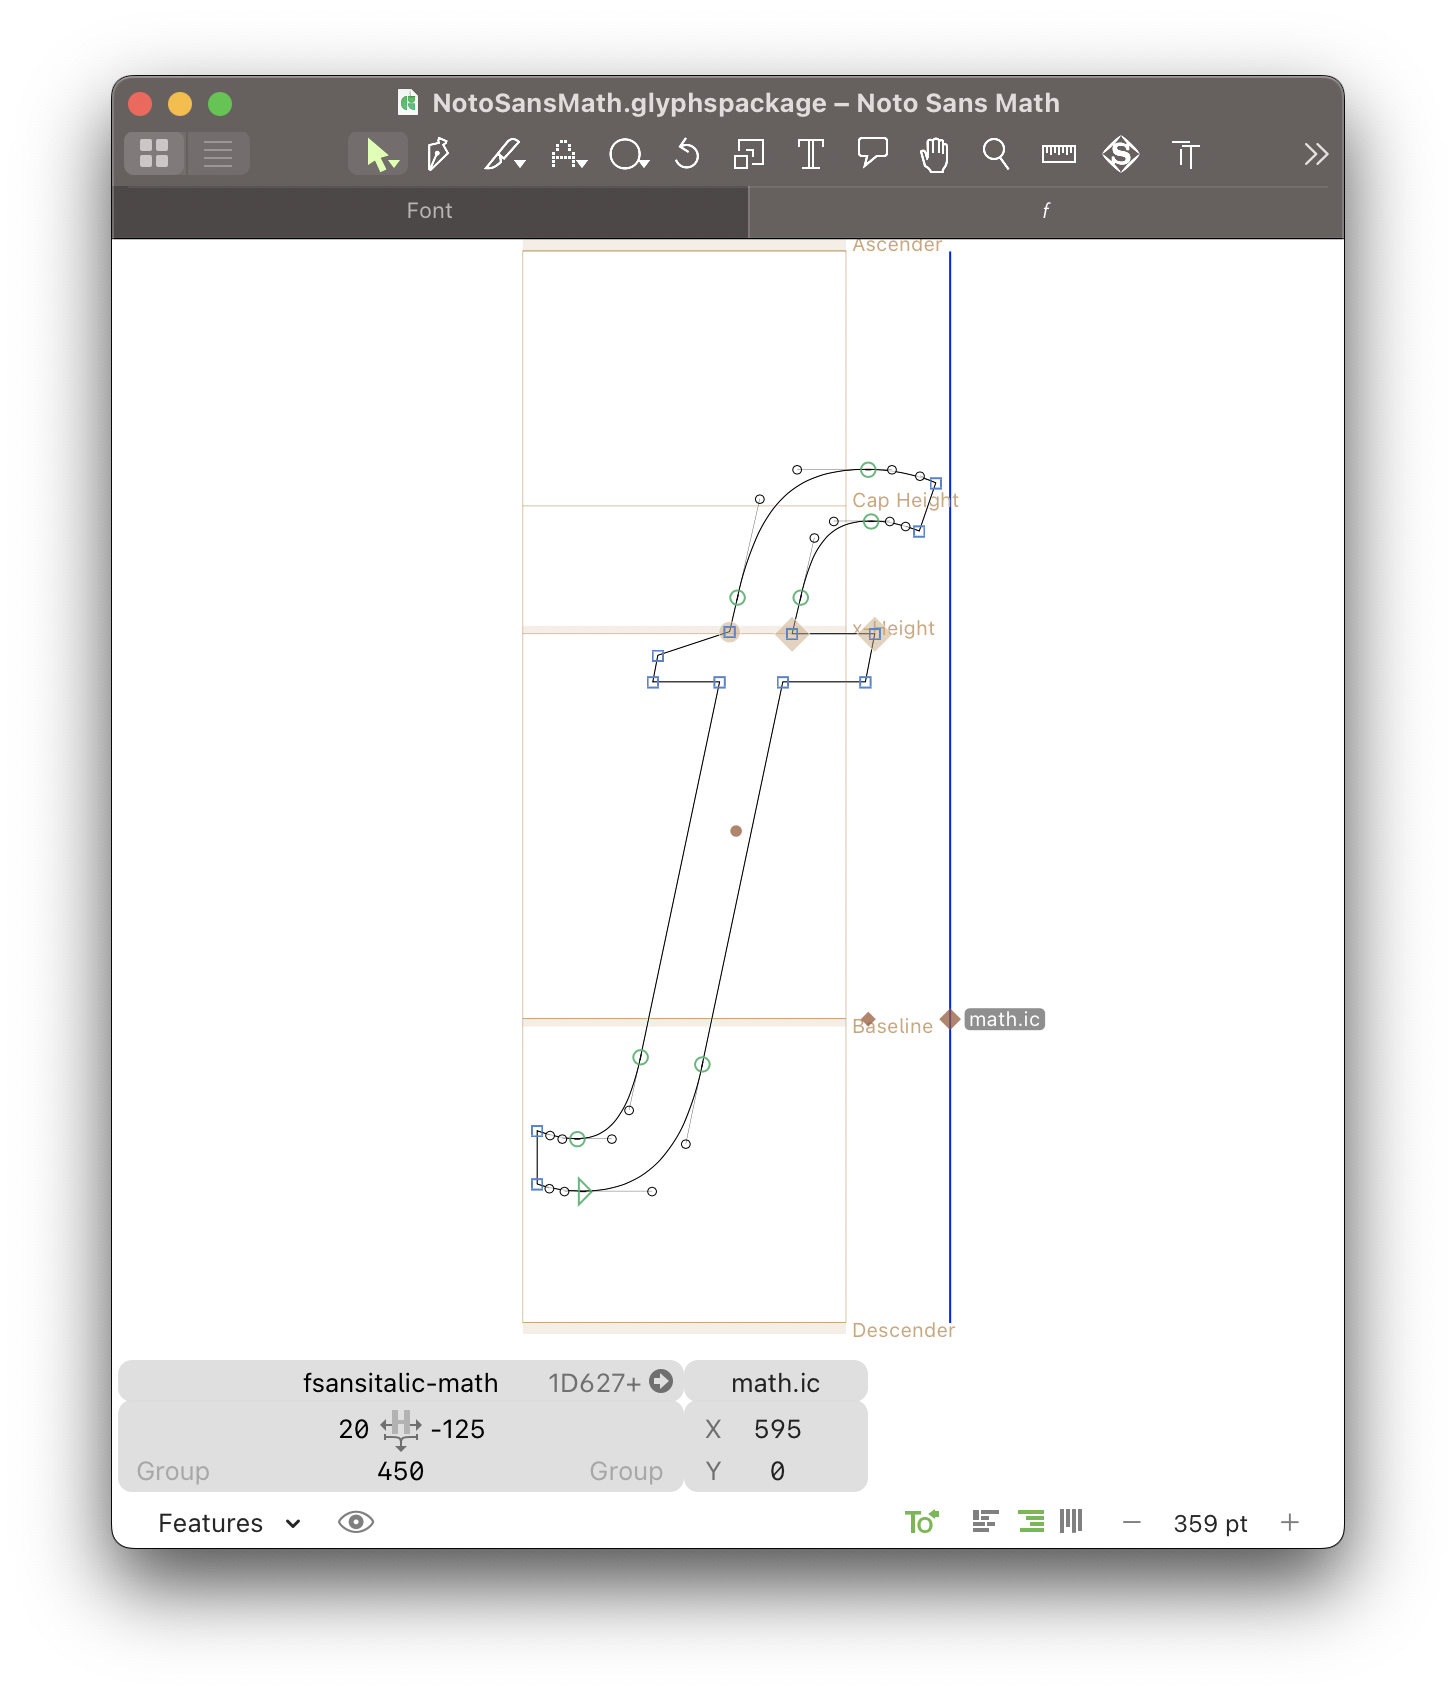 NotoSansMath.glyphspackage – Noto Sans Math
Font
f
Ascender
Cap Height
x-Height
Baseline
math.ic
Descender
fsansitalic-math 1D627+
math.ic
20 -125
X 595
Group 450 Group
Y 0
Features
359 pt